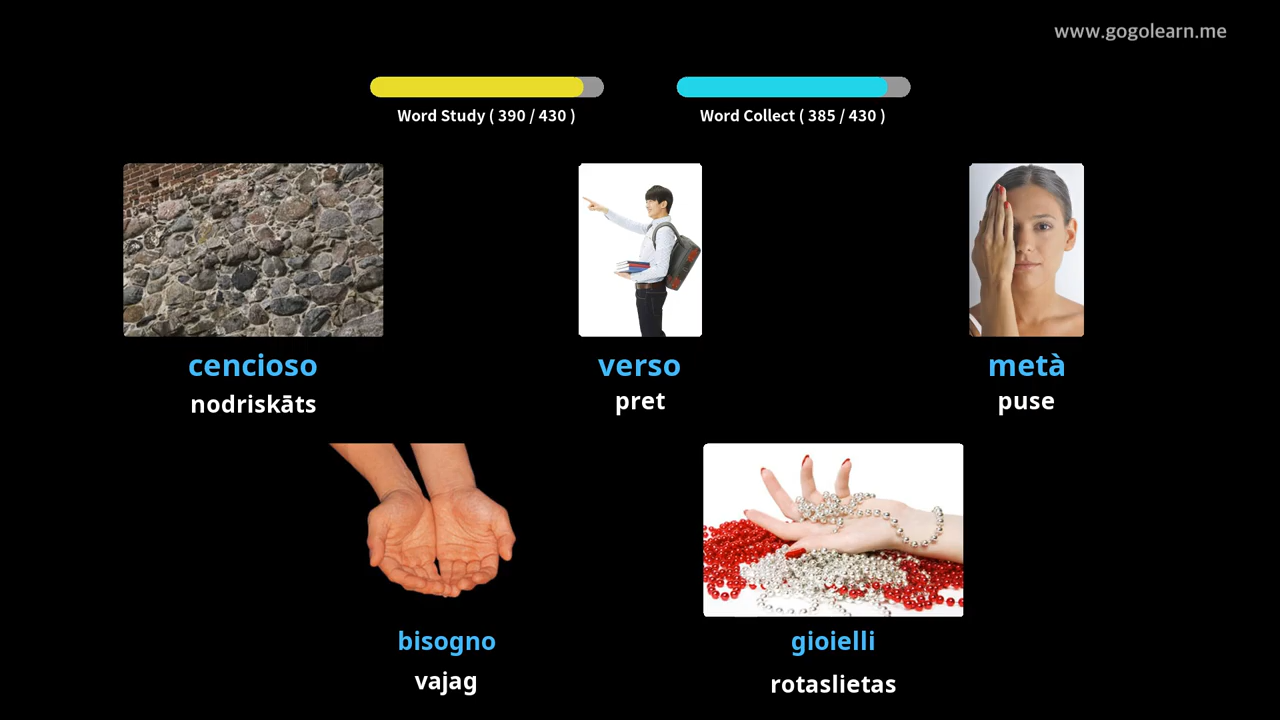 www.gogolearn.me
Word Study ( 390 / 430 )
Word Collect ( 385 / 430 )
cencioso
verso
metà
nodriskāts
pret
puse
bisogno
gioielli
vajag
rotaslietas